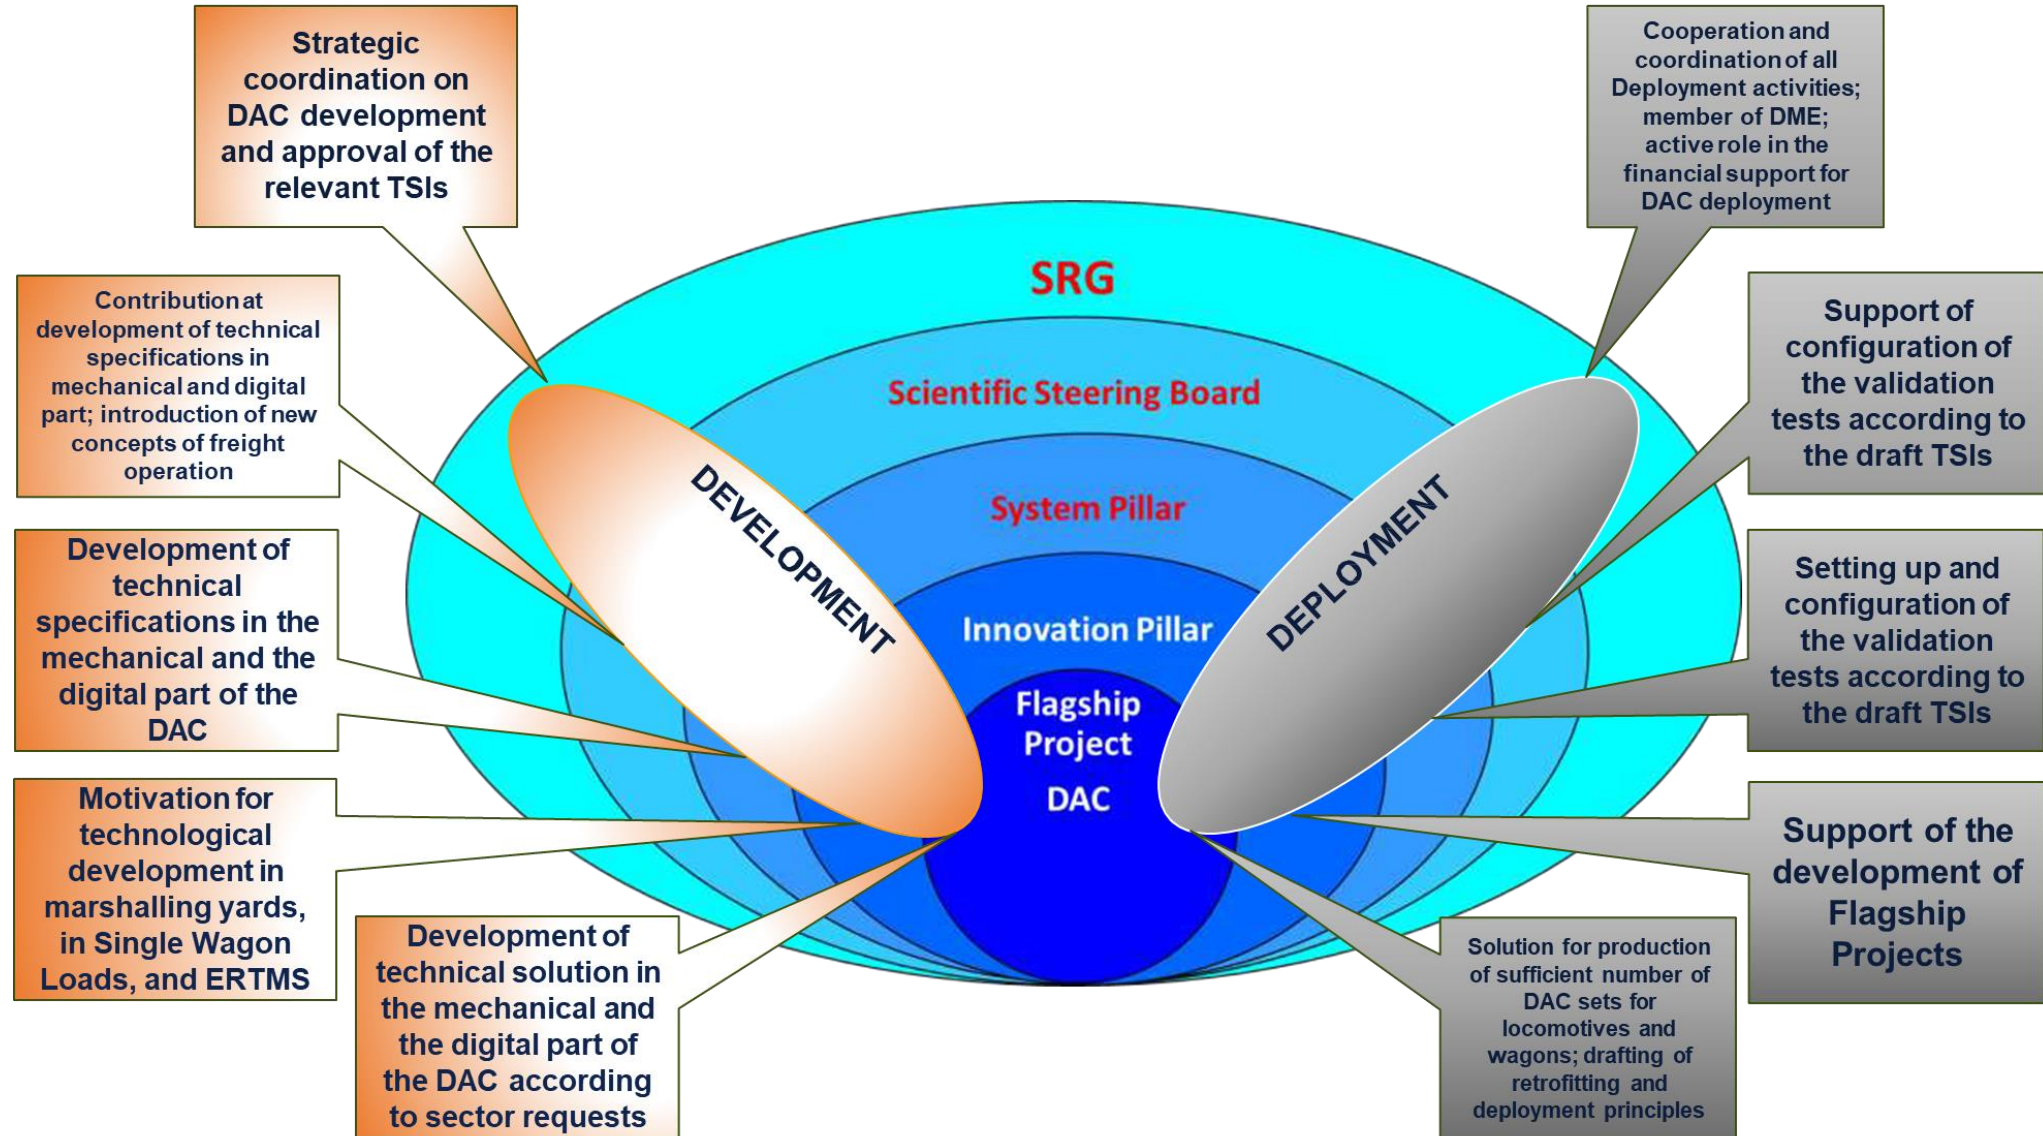 Strategic
coordination on
DAC development
and approval of the
relevant TSIs
Cooperation and
coordination of all
Deployment activities;
member of DME;
active role in the
financial support for
DAC deployment
SRG
Contribution at
development of technical
specifications in
mechanical and digital
part; introduction of new
concepts of freight
operation
Support of
configuration of
the validation
tests according to
the draft TSIs
Scientific Steering Board
System Pillar
DEVELOPMENT
DEPLOYMENT
Development of
technical
specifications in the
mechanical and the
digital part of the
DAC
Setting up and
configuration of
the validation
tests according to
the draft TSIs
Innovation Pillar
Flagship
Project
DAC
Motivation for
technological
development in
marshalling yards,
in Single Wagon
Loads, and ERTMS
Support of the
development of
Flagship
Projects
Development of
technical solution in
the mechanical and
the digital part of
the DAC according
to sector requests
Solution for production
of sufficient number of
DAC sets for
locomotives and
wagons; drafting of
retrofitting and
deployment principles